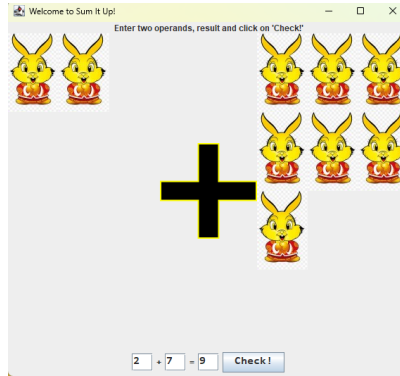 Welcome to Sum It Up!
Enter two operands, result and click on 'Check!'
2 + 7 = 9 Check!